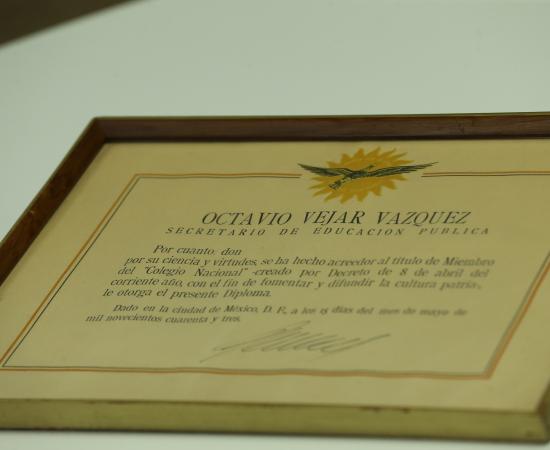 OCTAVIO VEJAR VAZQUEZ
SECRETARIO DE EDUCACION PUBLICA
Por cuanto: don
por su ciencia y virtudes, se ha hecho acreedor al título de Miembro
del "Colegio Nacional" -creado por Decreto de 8 de abril del
corriente año, con el fin de fomentar y difundir la cultura patria-,
le otorga el presente Diploma.
Dado en la ciudad de México, D. F., a los 15 días del mes de mayo de
mil novecientos cuarenta y tres.